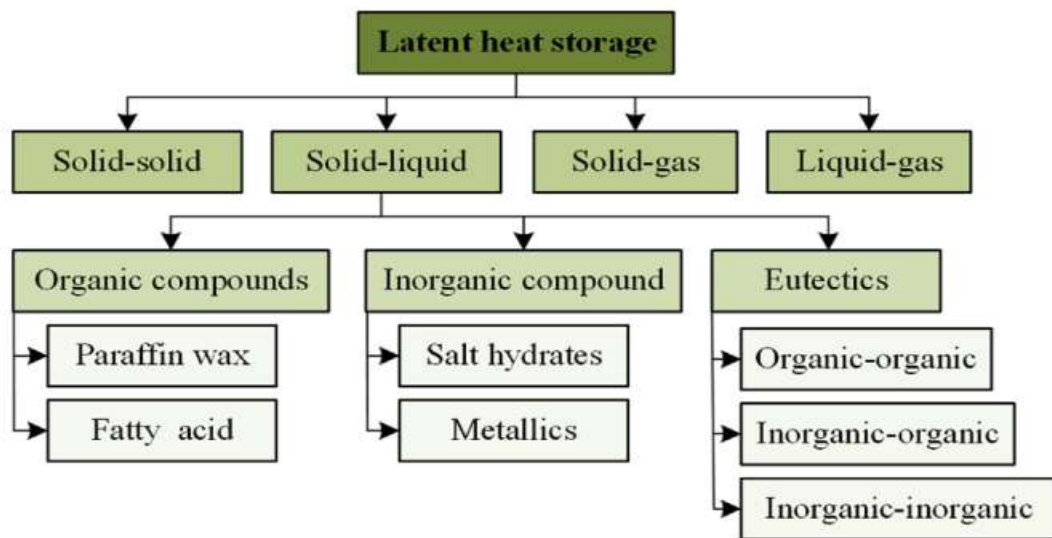 Latent heat storage
Solid-solid
Solid-liquid
Solid-gas
Liquid-gas
Organic compounds
Inorganic compound
Eutectics
Paraffin wax
Fatty acid
Salt hydrates
Metallics
Organic-organic
Inorganic-organic
Inorganic-inorganic